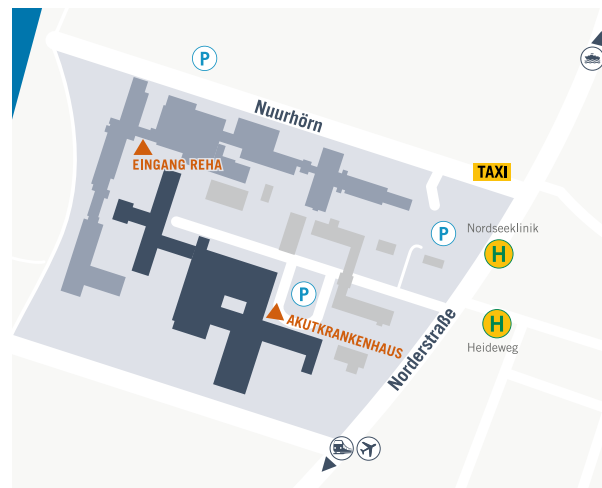 P
Nuurhörn
EINGANG REHA
TAXI
P
Nordseeklinik
H
P
AKUTKRANKENHAUS
H
Heideweg
Norderstraße